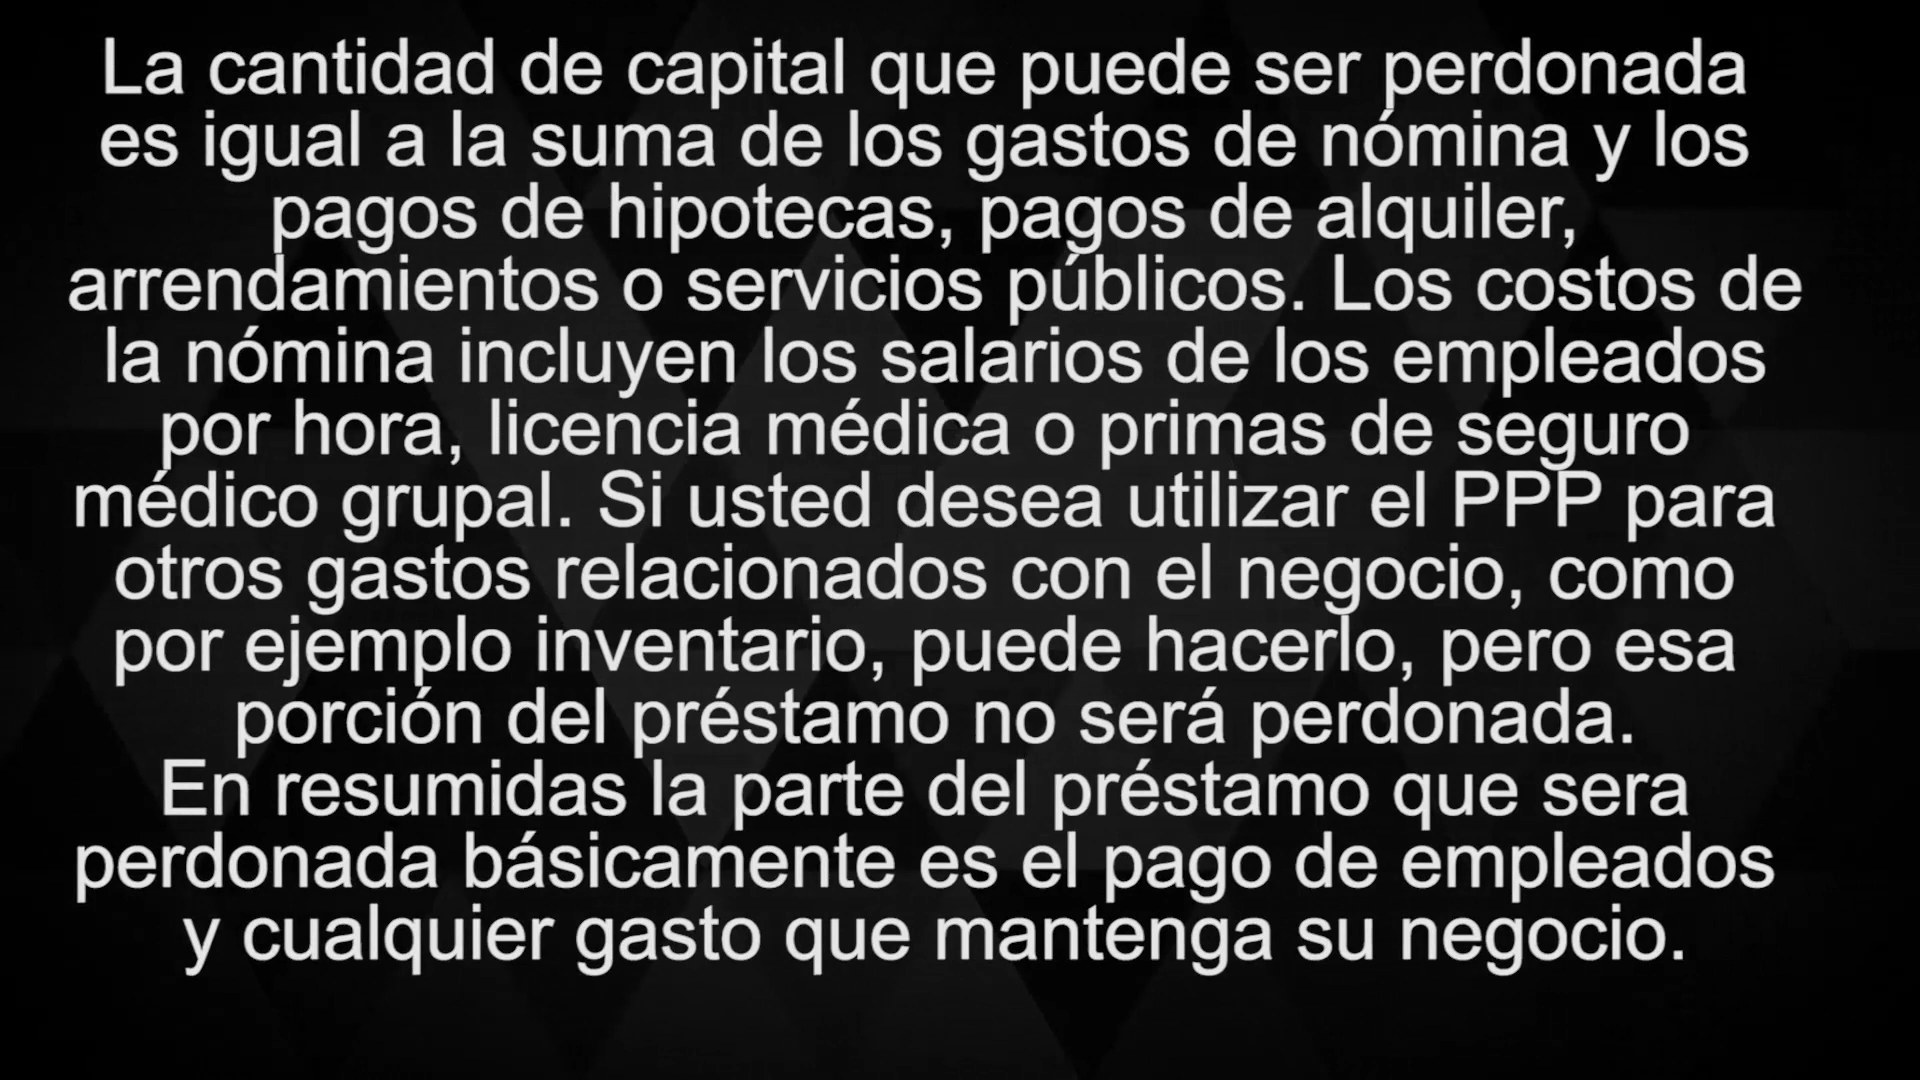 La cantidad de capital que puede ser perdonada
es igual a la suma de los gastos de nómina y los
pagos de hipotecas, pagos de alquiler,
arrendamientos o servicios públicos. Los costos de
la nómina incluyen los salarios de los empleados
por hora, licencia médica o primas de seguro
médico grupal. Si usted desea utilizar el PPP para
otros gastos relacionados con el negocio, como
por ejemplo inventario, puede hacerlo, pero esa
porción del préstamo no será perdonada.
En resumidas la parte del préstamo que sera
perdonada básicamente es el pago de empleados
y cualquier gasto que mantenga su negocio.